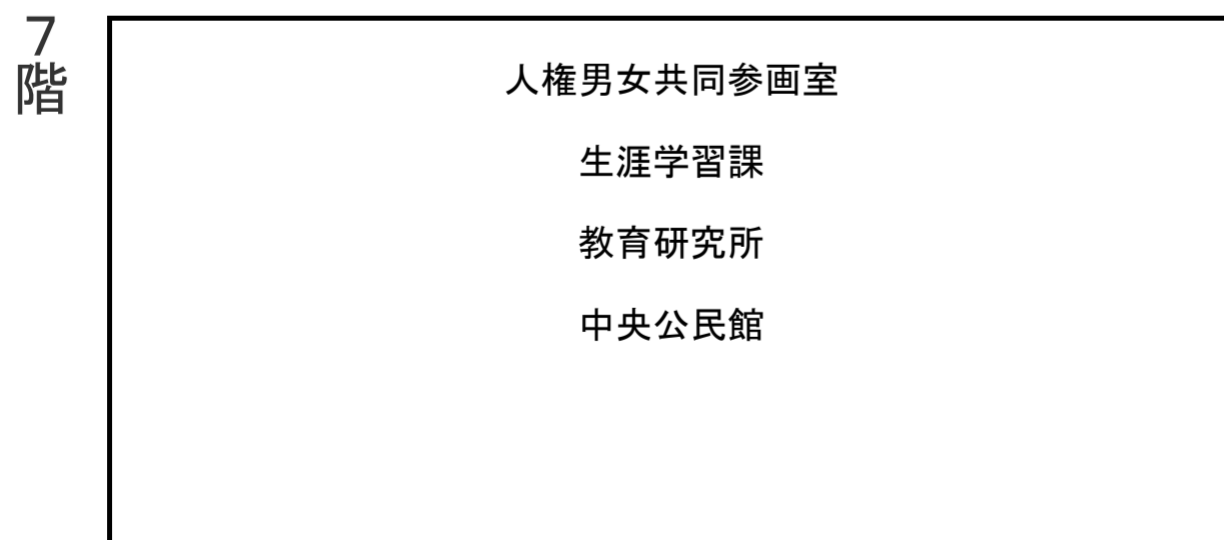 7階
人権男女共同参画室
生涯学習課
教育研究所
中央公民館